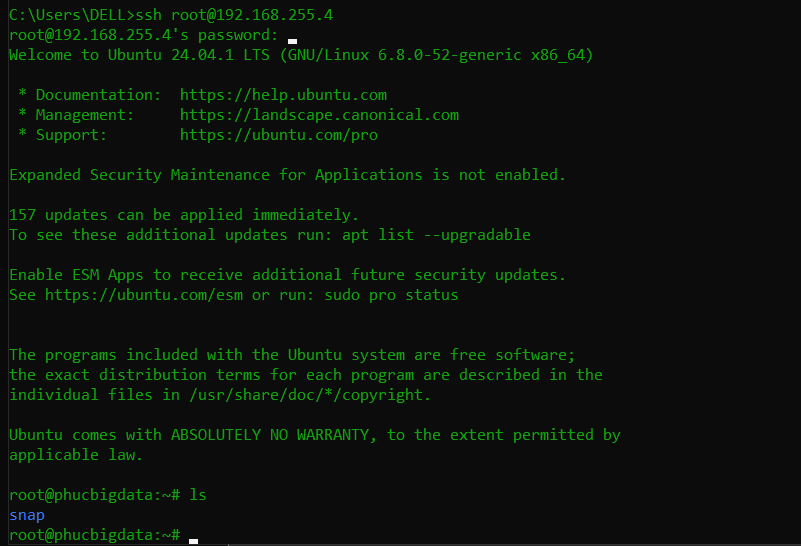 C:\Users\DELL>ssh root@192.168.255.4
root@192.168.255.4's password:
Welcome to Ubuntu 24.04.1 LTS (GNU/Linux 6.8.0-52-generic x86_64)
* Documentation: https://help.ubuntu.com
* Management: https://landscape.canonical.com
* Support: https://ubuntu.com/pro
Expanded Security Maintenance for Applications is not enabled.
157 updates can be applied immediately.
To see these additional updates run: apt list --upgradable
Enable ESM Apps to receive additional future security updates.
See https://ubuntu.com/esm or run: sudo pro status
The programs included with the Ubuntu system are free software;
the exact distribution terms for each program are described in the
individual files in /usr/share/doc/*/copyright.
Ubuntu comes with ABSOLUTELY NO WARRANTY, to the extent permitted by
applicable law.
root@phucbigdata:~# ls
snap
root@phucbigdata:~#